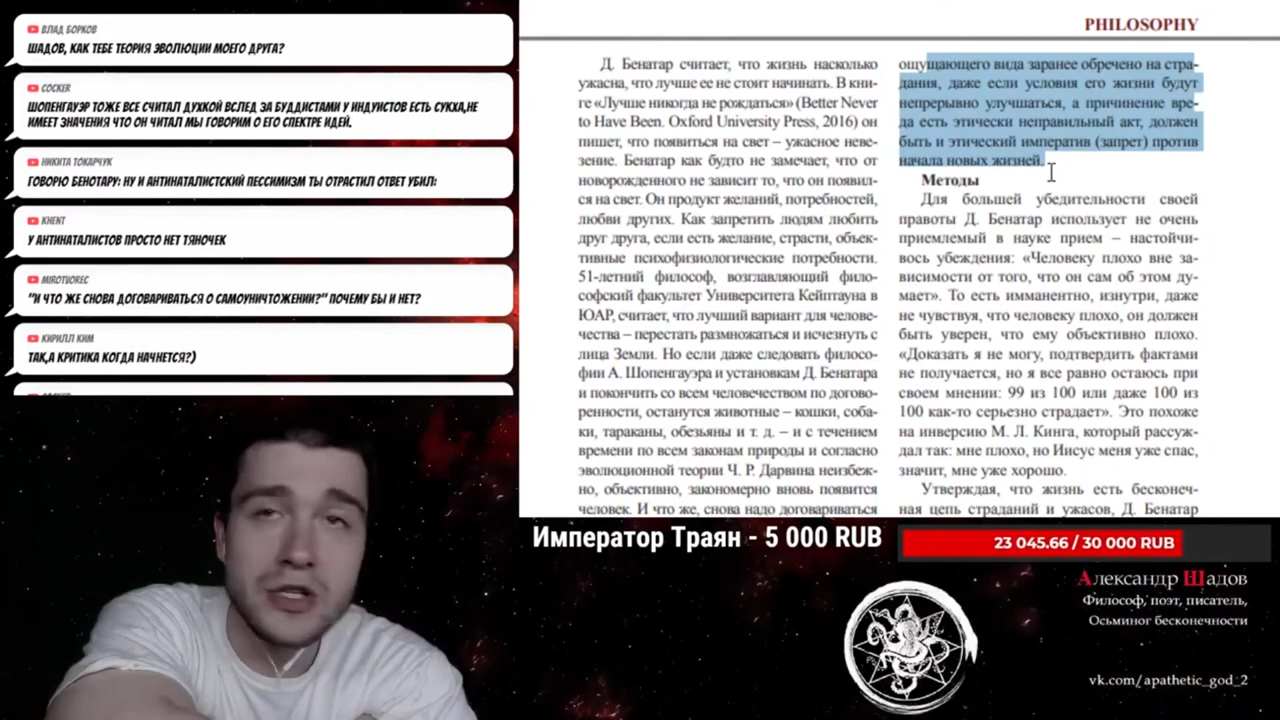 ВЛАД БОРКОВ
ШАДОВ, КАК ТЕБЕ ТЕОРИЯ ЭВОЛЮЦИИ МОЕГО ДРУГА?
COCKER
ШОПЕНГАУЭР ТОЖЕ ВСЕ СЧИТАЛ ДУХКОЙ ВСЛЕД ЗА БУДДИСТАМИ У ИНДУИСТОВ ЕСТЬ СУКХА,НЕ
ИМЕЕТ ЗНАЧЕНИЯ ЧТО ОН ЧИТАЛ МЫ ГОВОРИМ О ЕГО СПЕКТРЕ ИДЕЙ.
НИКИТА ТОКАРЧУК
ГОВОРЮ БЕНОТАРУ: НУ И АНТИНАТАЛИСТСКИЙ ПЕССИМИЗМ ТЫ ОТРАСТИЛ ОТВЕТ УБИЛ:
KHENT
У АНТИНАТАЛИСТОВ ПРОСТО НЕТ ТЯНОЧЕК
MIROTVOREC
"И ЧТО ЖЕ СНОВА ДОГОВАРИВАТЬСЯ О САМОУНИЧТОЖЕНИИ?" ПОЧЕМУ БЫ И НЕТ?
КИРИЛЛ КИМ
ТАК,А КРИТИКА КОГДА НАЧНЕТСЯ?)
PHILOSOPHY
Д. Бенатар считает, что жизнь насколько
ужасна, что лучше ее не стоит начинать. В кни-
ге «Лучше никогда не рождаться» (Better Never
to Have Been. Oxford University Press, 2016) он
пишет, что появиться на свет – ужасное неве-
зение. Бенатар как будто не замечает, что от
новорожденного не зависит то, что он появил-
ся на свет. Он продукт желаний, потребностей,
любви других. Как запретить людям любить
друг друга, если есть желание, страсти, объек-
тивные психофизиологические потребности.
51-летний философ, возглавляющий фило-
софский факультет Университета Кейптауна в
ЮАР, считает, что лучший вариант для челове-
чества – перестать размножаться и исчезнуть с
лица Земли. Но если даже следовать филосо-
фии А. Шопенгауэра и установкам Д. Бенатара
и покончить со всем человечеством по догово-
ренности, останутся животные – кошки, соба-
ки, тараканы, обезьяны и т. д. – и с течением
времени по всем законам природы и согласно
эволюционной теории Ч. Р. Дарвина неизбеж-
но, объективно, закономерно вновь появится
человек. И что же, снова надо договариваться
ощущающего вида заранее обречено на стра-
дания, даже если условия его жизни будут
непрерывно улучшаться, а причинение вре-
да есть этически неправильный акт, должен
быть и этический императив (запрет) против
начала новых жизней.
Методы
Для большей убедительности своей
правоты Д. Бенатар использует не очень
приемлемый в науке прием – настойчи-
вось убеждения: «Человеку плохо вне за-
висимости от того, что он сам об этом ду-
мает». То есть имманентно, изнутри, даже
не чувствуя, что человеку плохо, он должен
быть уверен, что ему объективно плохо.
«Доказать я не могу, подтвердить фактами
не получается, но я все равно остаюсь при
своем мнении: 99 из 100 или даже 100 из
100 как-то серьезно страдает». Это похоже
на инверсию М. Л. Кинга, который рассуж-
дал так: мне плохо, но Иисус меня уже спас,
значит, мне уже хорошо.
Утверждая, что жизнь есть бесконеч-
ная цепь страданий и ужасов, Д. Бенатар
Император Траян - 5 000 RUB
23 045.66 / 30 000 RUB
Александр Шадов
Философ, поэт, писатель,
Осьминог бесконечности
vk.com/apathetic_god_2